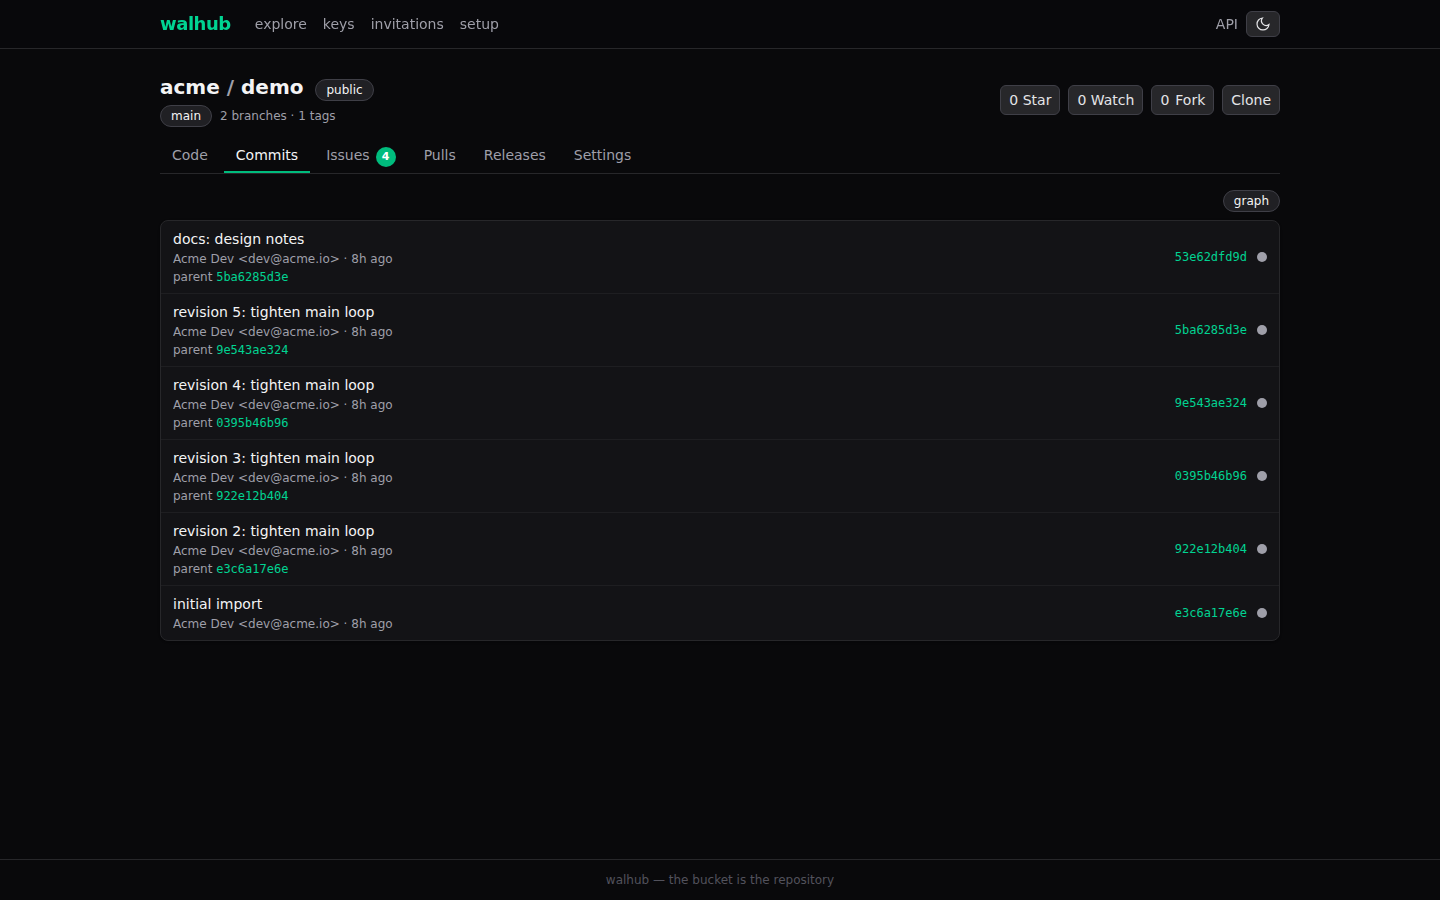 walhub explore keys invitations setup API
acme / demo public
main 2 branches · 1 tags
0 Star 0 Watch 0 Fork Clone
Code Commits Issues 4 Pulls Releases Settings
graph
docs: design notes
Acme Dev <dev@acme.io> · 8h ago
parent 5ba6285d3e
53e62dfd9d
revision 5: tighten main loop
Acme Dev <dev@acme.io> · 8h ago
parent 9e543ae324
5ba6285d3e
revision 4: tighten main loop
Acme Dev <dev@acme.io> · 8h ago
parent 0395b46b96
9e543ae324
revision 3: tighten main loop
Acme Dev <dev@acme.io> · 8h ago
parent 922e12b404
0395b46b96
revision 2: tighten main loop
Acme Dev <dev@acme.io> · 8h ago
parent e3c6a17e6e
922e12b404
initial import
Acme Dev <dev@acme.io> · 8h ago
e3c6a17e6e
walhub — the bucket is the repository